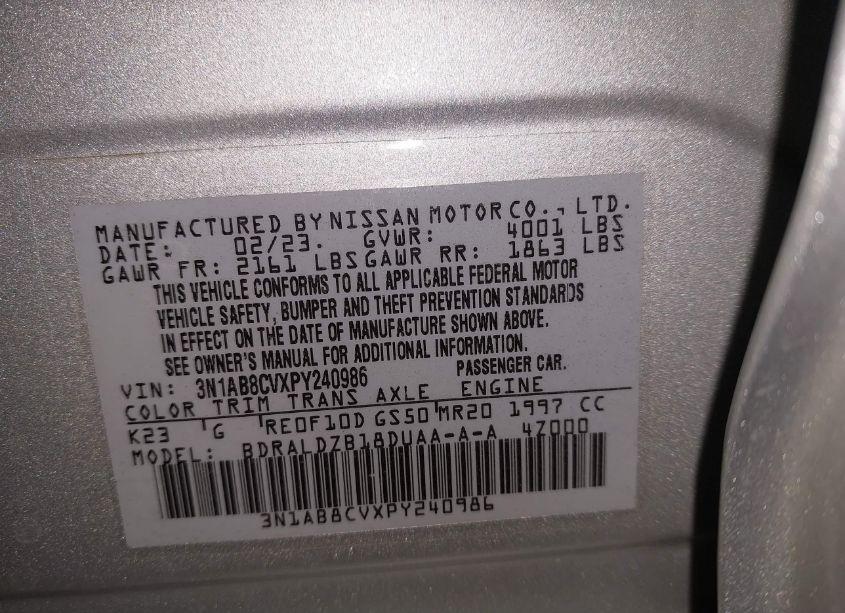 MANUFACTURED BY NISSAN MOTOR CO., LTD.
DATE: 02/23. GVWR: 4001 LBS
GAWR FR: 2161 LBS GAWR RR: 1863 LBS
THIS VEHICLE CONFORMS TO ALL APPLICABLE FEDERAL MOTOR
VEHICLE SAFETY, BUMPER AND THEFT PREVENTION STANDARDS
IN EFFECT ON THE DATE OF MANUFACTURE SHOWN ABOVE.
SEE OWNER'S MANUAL FOR ADDITIONAL INFORMATION.
VIN: 3N1AB8CVXPY240986 PASSENGER CAR.
COLOR TRIM TRANS AXLE ENGINE
K23 G RE0F10D GS50 MR20 1997 CC
MODEL: BDRALDZB18DUAA-A-A 4Z000
3N1AB8CVXPY240986